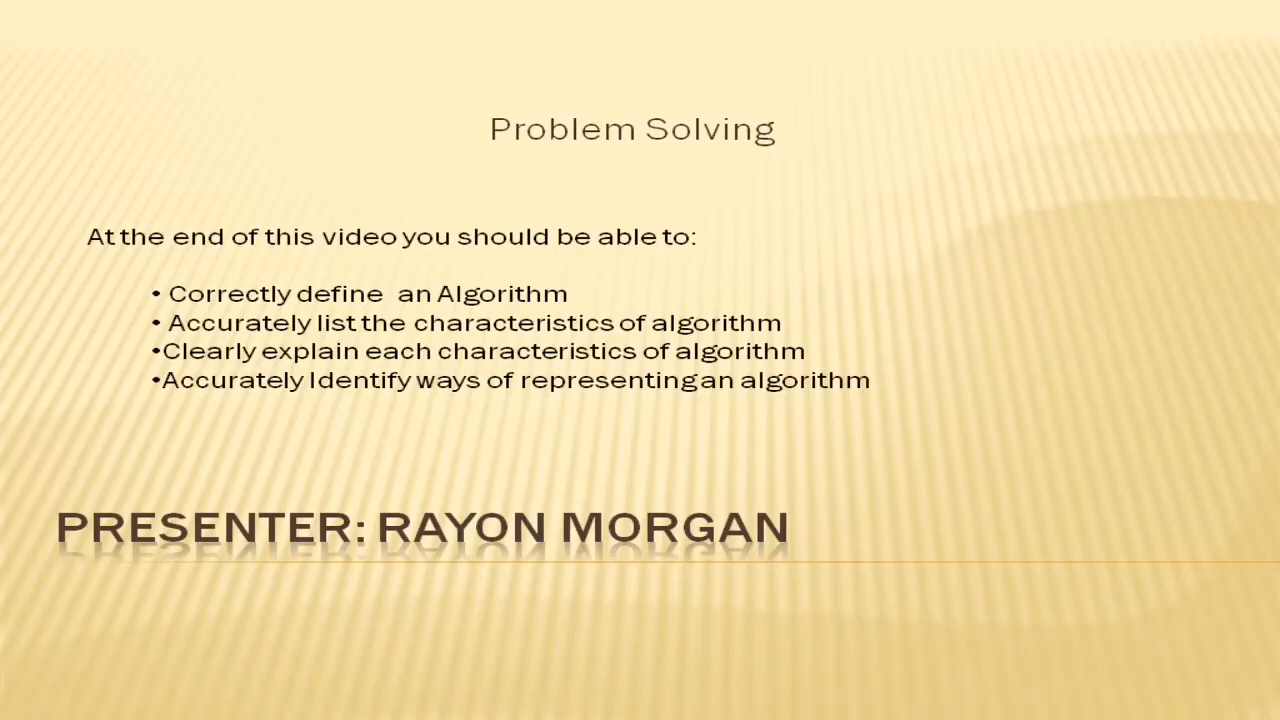 Problem Solving
At the end of this video you should be able to:
• Correctly define an Algorithm
• Accurately list the characteristics of algorithm
•Clearly explain each characteristics of algorithm
•Accurately Identify ways of representing an algorithm
PRESENTER: RAYON MORGAN